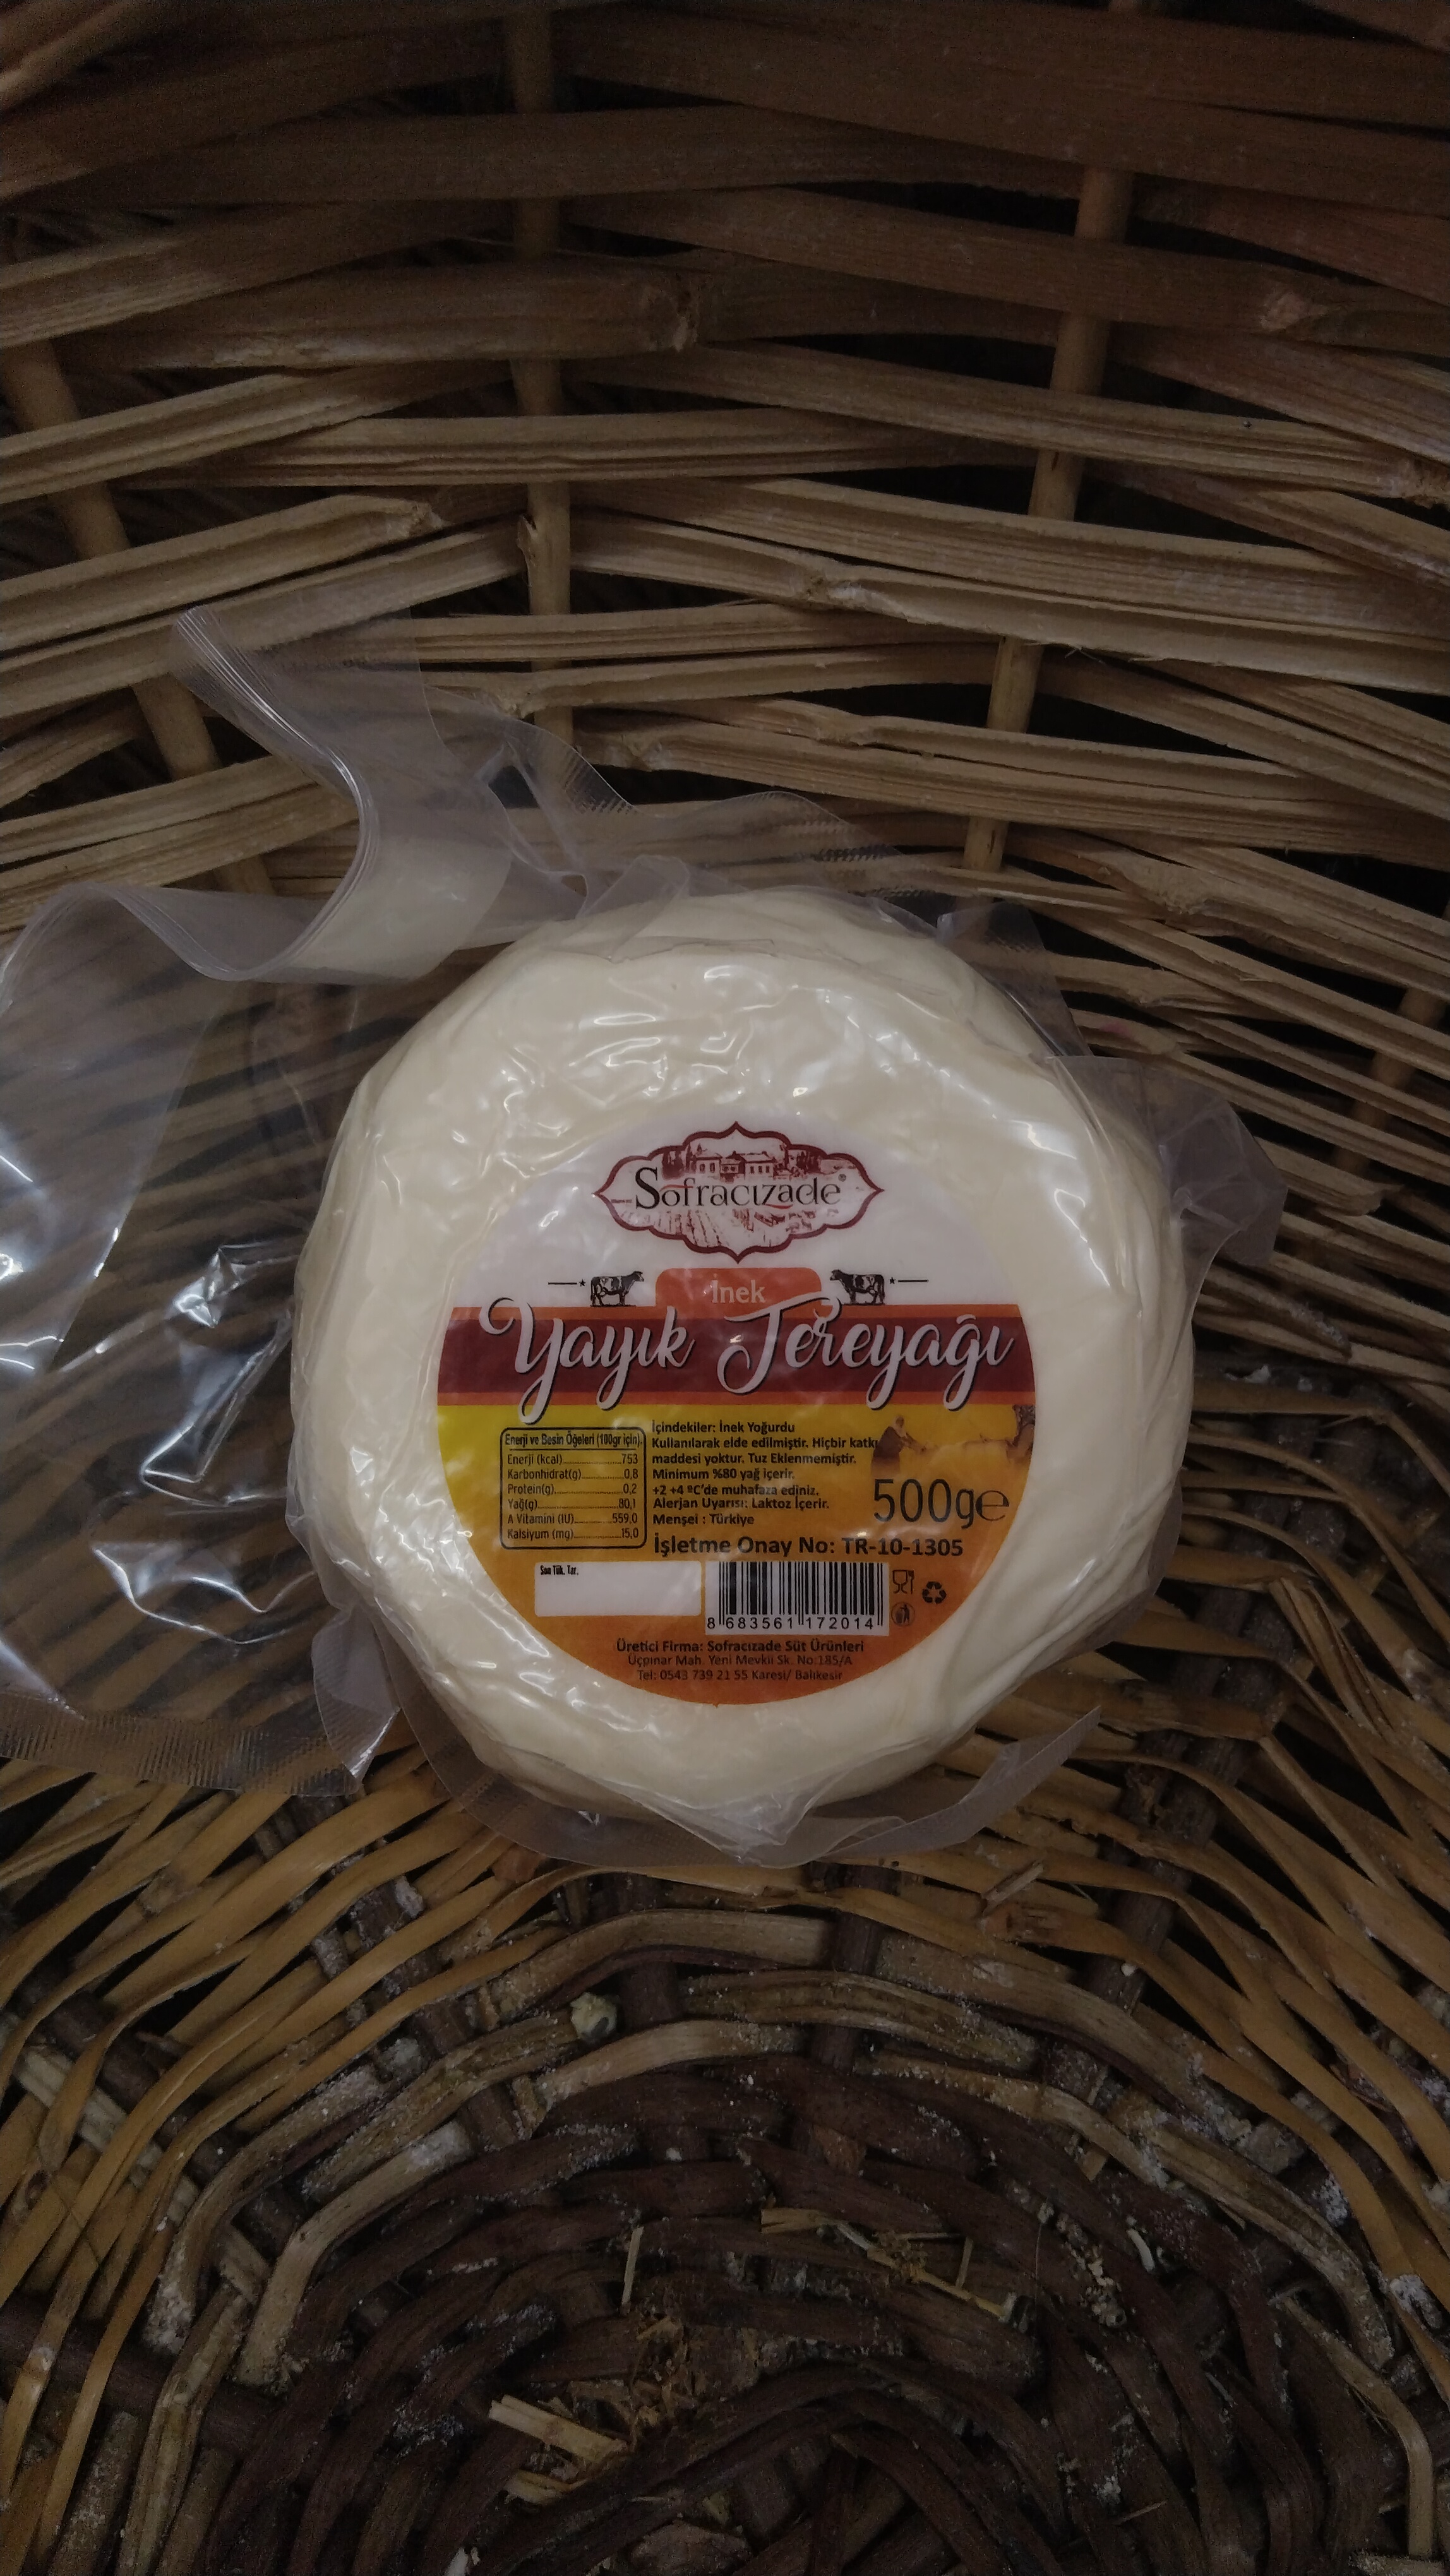 Sofracızade
İnek
Yayık Tereyağı
Enerji ve Besin Öğeleri (100gr için)
Enerji (kcal)..................753
Karbonhidrat(g)............0,8
Protein(g)....................0,2
Yağ(g).......................80,1
A Vitamini (IU)..........559,0
Kalsiyum (mg)............15,0
İçindekiler: İnek Yoğurdu
Kullanılarak elde edilmiştir. Hiçbir katkı
maddesi yoktur. Tuz Eklenmemiştir.
Minimum %80 yağ içerir.
+2 +4 ºC'de muhafaza ediniz.
Alerjan Uyarısı: Laktoz İçerir.
Menşei : Türkiye
500g℮
İşletme Onay No: TR-10-1305
Son Tük. Tar.
8 683561 172014
Üretici Firma: Sofracızade Süt Ürünleri
Üçpınar Mah. Yeni Mevkii Sk. No:185/A
Tel: 0543 739 21 55 Karesi/ Balıkesir